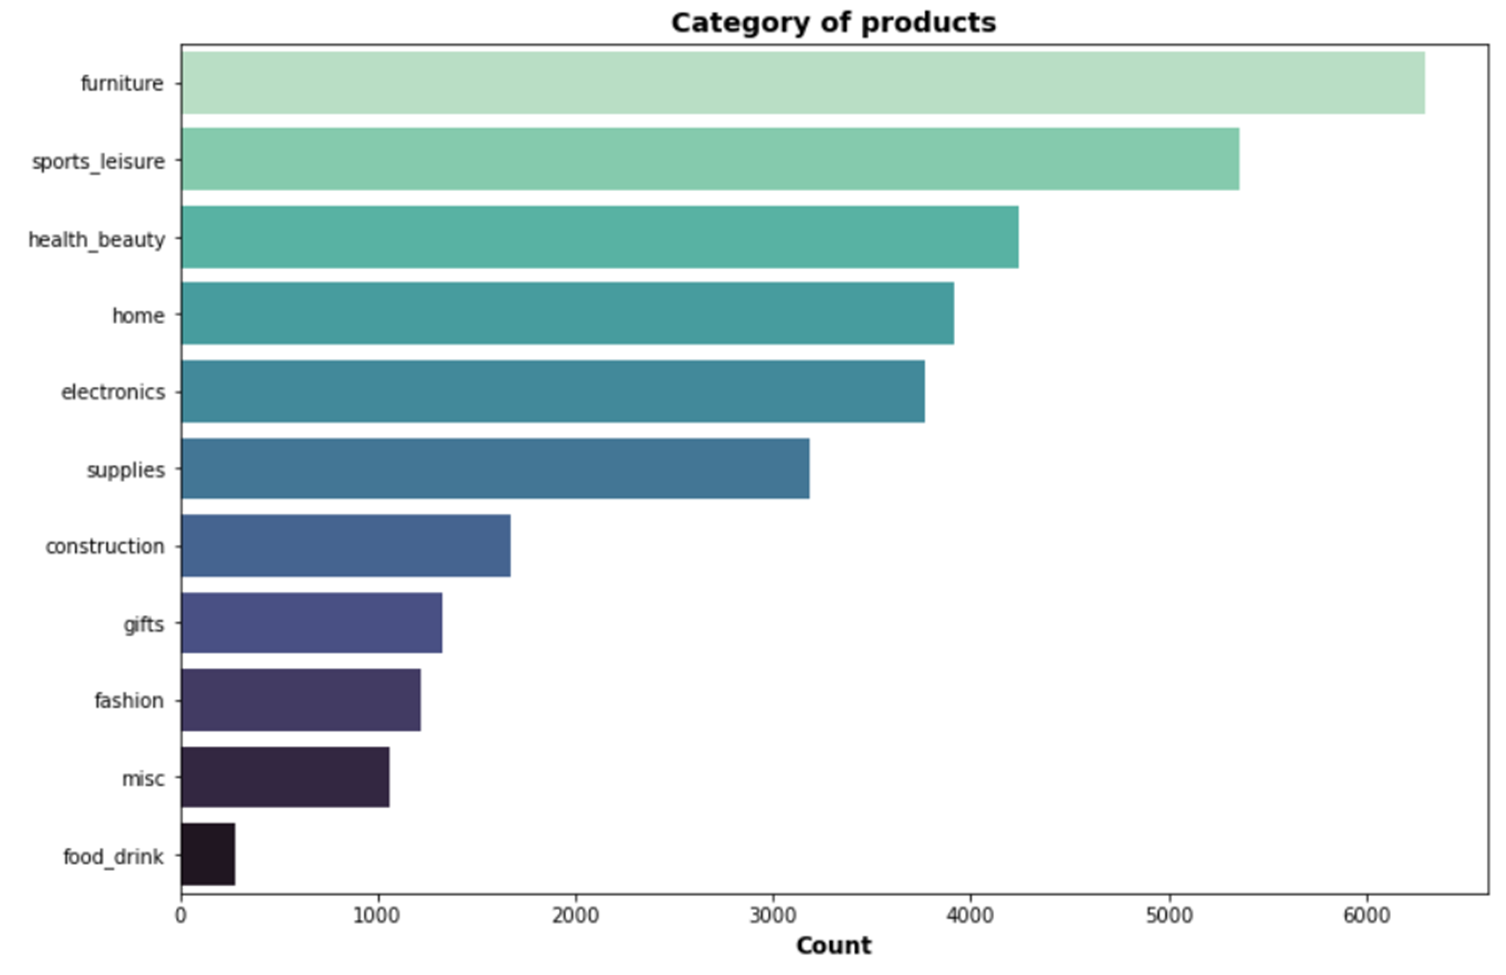 Category of products
furniture
sports_leisure
health_beauty
home
electronics
supplies
construction
gifts
fashion
misc
food_drink
0 1000 2000 3000 4000 5000 6000
Count